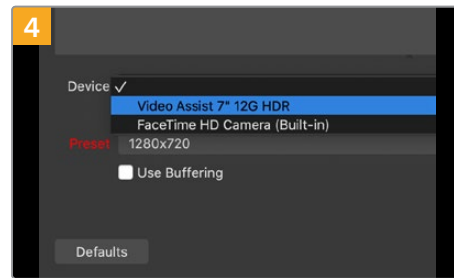 4
Device ✓
Video Assist 7" 12G HDR
FaceTime HD Camera (Built-in)
Preset 1280x720
Use Buffering
Defaults